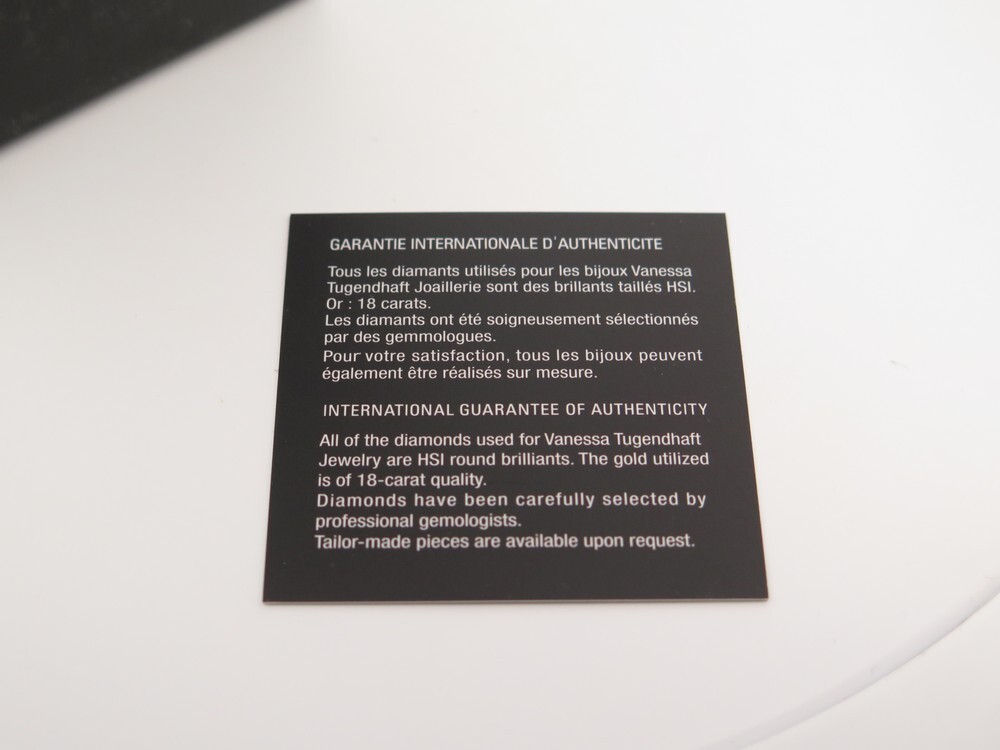 GARANTIE INTERNATIONALE D'AUTHENTICITE
Tous les diamants utilisés pour les bijoux Vanessa
Tugendhaft Joaillerie sont des brillants taillés HSI.
Or : 18 carats.
Les diamants ont été soigneusement sélectionnés
par des gemmologues.
Pour votre satisfaction, tous les bijoux peuvent
également être réalisés sur mesure.
INTERNATIONAL GUARANTEE OF AUTHENTICITY
All of the diamonds used for Vanessa Tugendhaft
Jewelry are HSI round brilliants. The gold utilized
is of 18-carat quality.
Diamonds have been carefully selected by
professional gemologists.
Tailor-made pieces are available upon request.